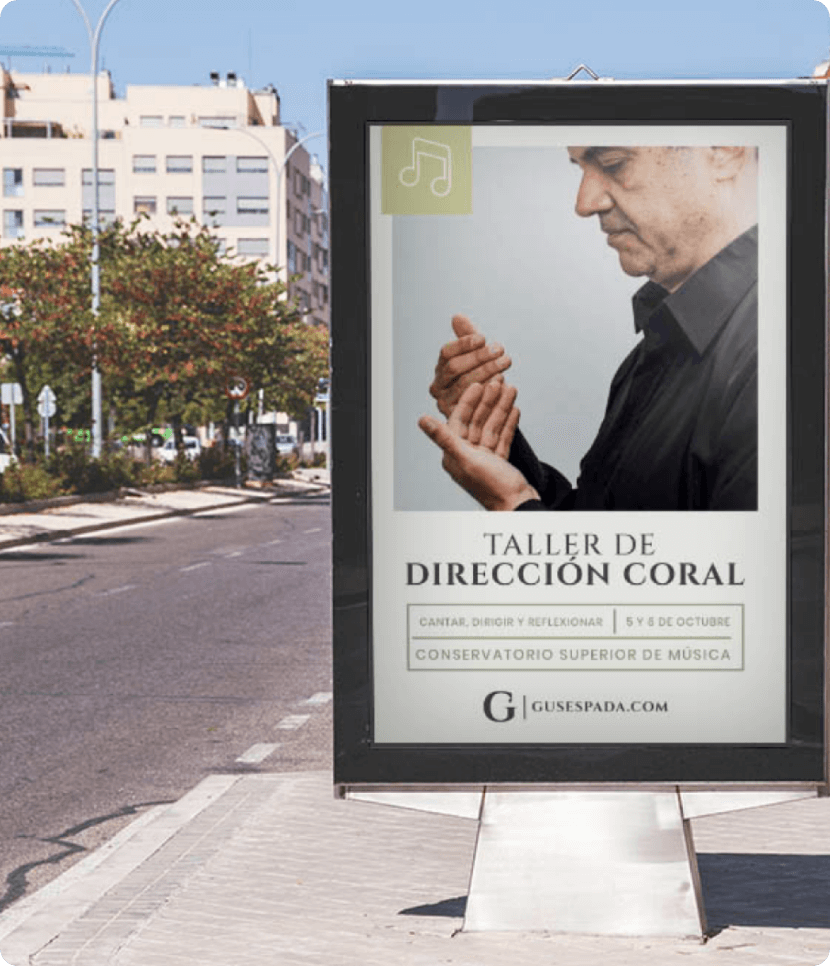 TALLER DE
DIRECCIÓN CORAL
CANTAR, DIRIGIR Y REFLEXIONAR | 5 Y 6 DE OCTUBRE
CONSERVATORIO SUPERIOR DE MÚSICA
G | GUSESPADA.COM